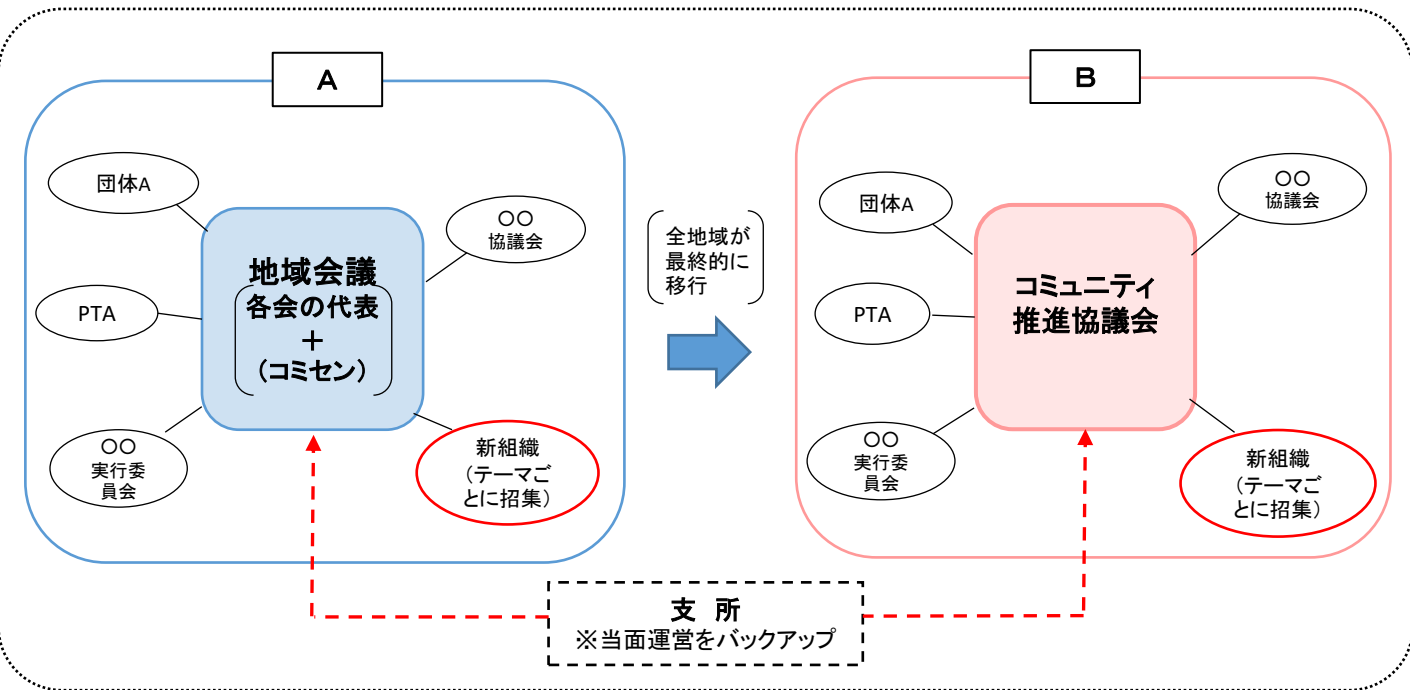 A
団体A
〇〇
協議会
地域会議
各会の代表
＋
（コミセン）
PTA
〇〇
実行委
員会
新組織
（テーマご
とに招集）
全地域が
最終的に
移行
B
団体A
〇〇
協議会
コミュニティ
推進協議会
PTA
〇〇
実行委
員会
新組織
（テーマご
とに招集）
支 所
※当面運営をバックアップ